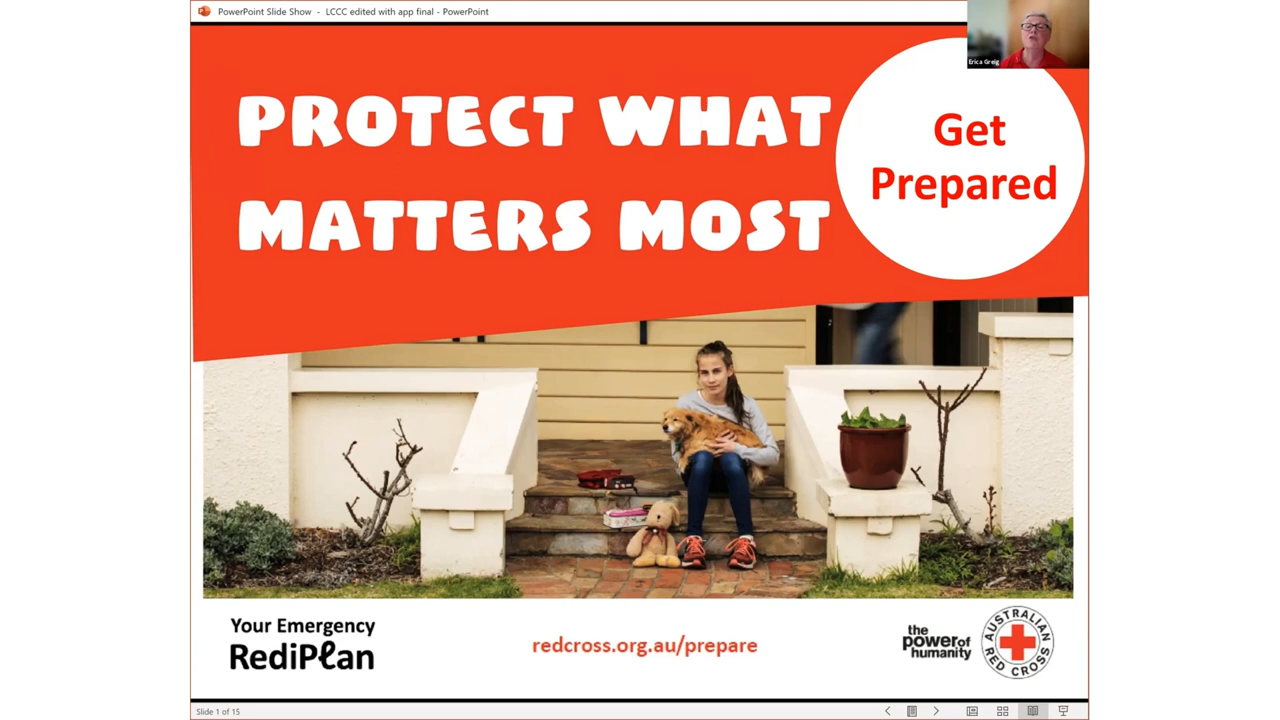 PowerPoint Slide Show - LCCC edited with app final - PowerPoint
Erica Greig
PROTECT WHAT
MATTERS MOST
Get
Prepared
Your Emergency
RediPlan
redcross.org.au/prepare
the
power of
humanity
AUSTRALIAN
RED CROSS
Slide 1 of 15